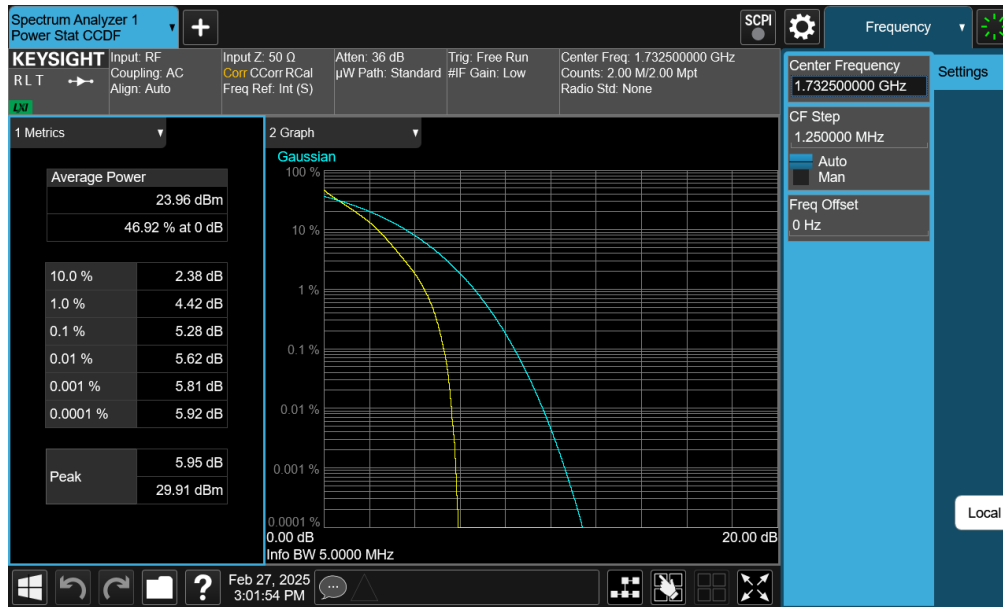 Spectrum Analyzer 1
Power Stat CCDF
SCPI
Frequency
KEYSIGHT
R L T
LXI
Input: RF
Coupling: AC
Align: Auto
Input Z: 50 Ω
Corr CCorr RCal
Freq Ref: Int (S)
Atten: 36 dB
µW Path: Standard
Trig: Free Run
#IF Gain: Low
Center Freq: 1.732500000 GHz
Counts: 2.00 M/2.00 Mpt
Radio Std: None
Center Frequency
1.732500000 GHz
Settings
CF Step
1.250000 MHz
Auto
Man
Freq Offset
0 Hz
Local
1 Metrics
Average Power
23.96 dBm
46.92 % at 0 dB
10.0 % 2.38 dB
1.0 % 4.42 dB
0.1 % 5.28 dB
0.01 % 5.62 dB
0.001 % 5.81 dB
0.0001 % 5.92 dB
Peak
5.95 dB
29.91 dBm
2 Graph
Gaussian
100 %
10 %
1 %
0.1 %
0.01 %
0.001 %
0.0001 %
0.00 dB 20.00 dB
Info BW 5.0000 MHz
?
Feb 27, 2025
3:01:54 PM